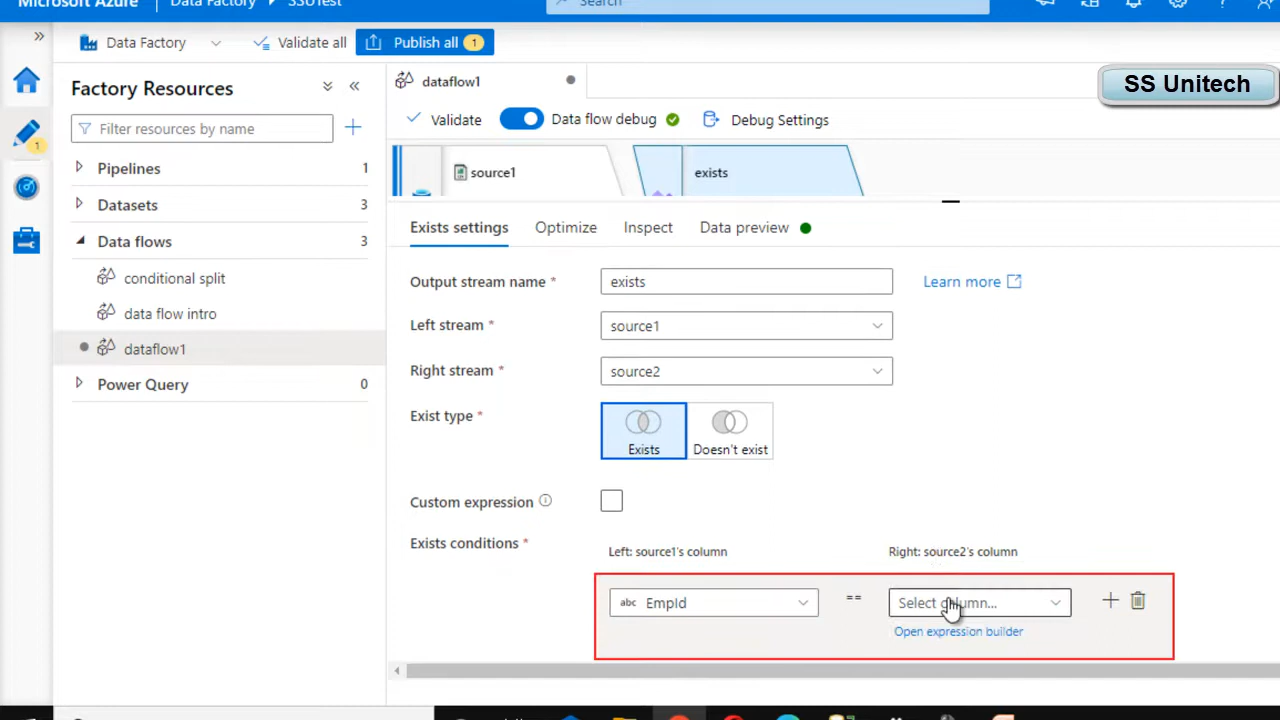 Microsoft Azure
Data Factory
SSUTest
Search
Data Factory
Validate all
Publish all 1
Factory Resources
dataflow1
SS Unitech
Filter resources by name
Validate
Data flow debug
Debug Settings
1
Pipelines 1
source1
exists
Datasets 3
Exists settings
Optimize
Inspect
Data preview
Data flows 3
conditional split
Output stream name *
exists
Learn more
data flow intro
Left stream *
source1
dataflow1
Right stream *
source2
Power Query 0
Exist type *
Exists
Doesn't exist
Custom expression
Exists conditions *
Left: source1's column
Right: source2's column
abc EmpId
==
Select column...
Open expression builder